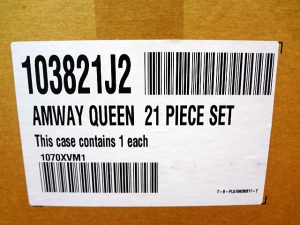 103821J2
AMWAY QUEEN 21 PIECE SET
This case contains 1 each
1070XVM1